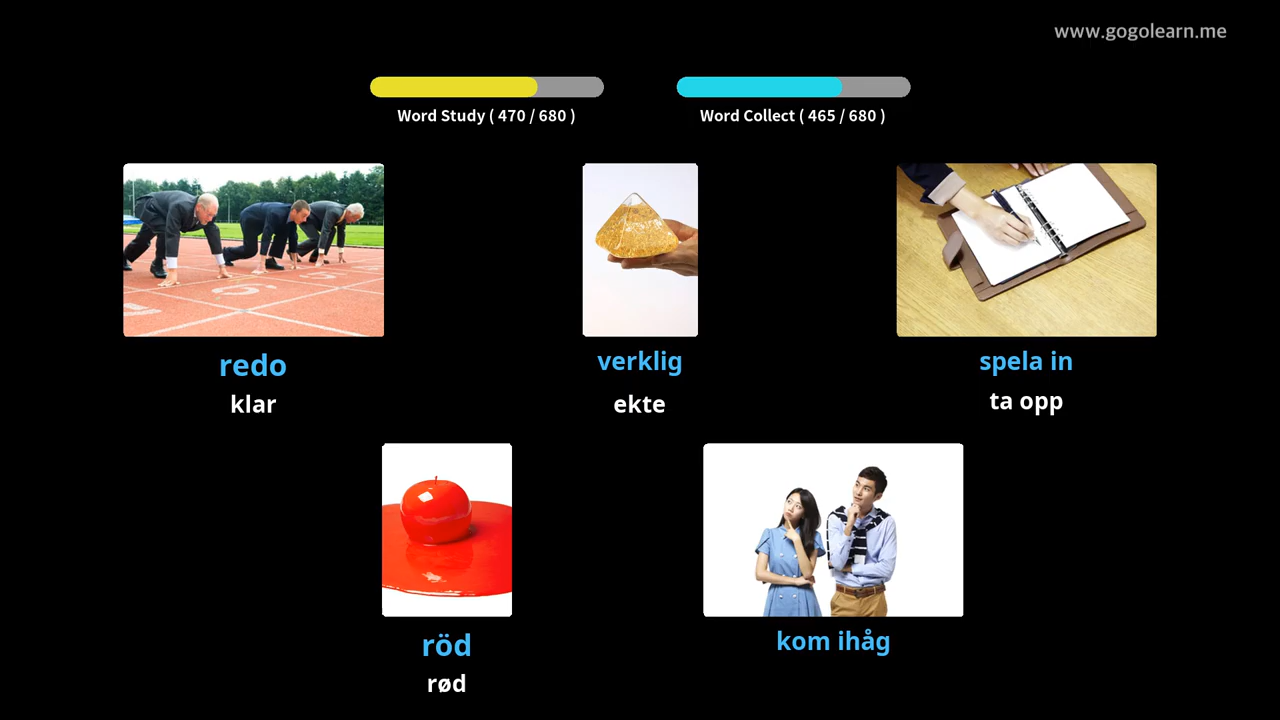 www.gogolearn.me
Word Study ( 470 / 680 )
Word Collect ( 465 / 680 )
redo
klar
verklig
ekte
spela in
ta opp
röd
rød
kom ihåg